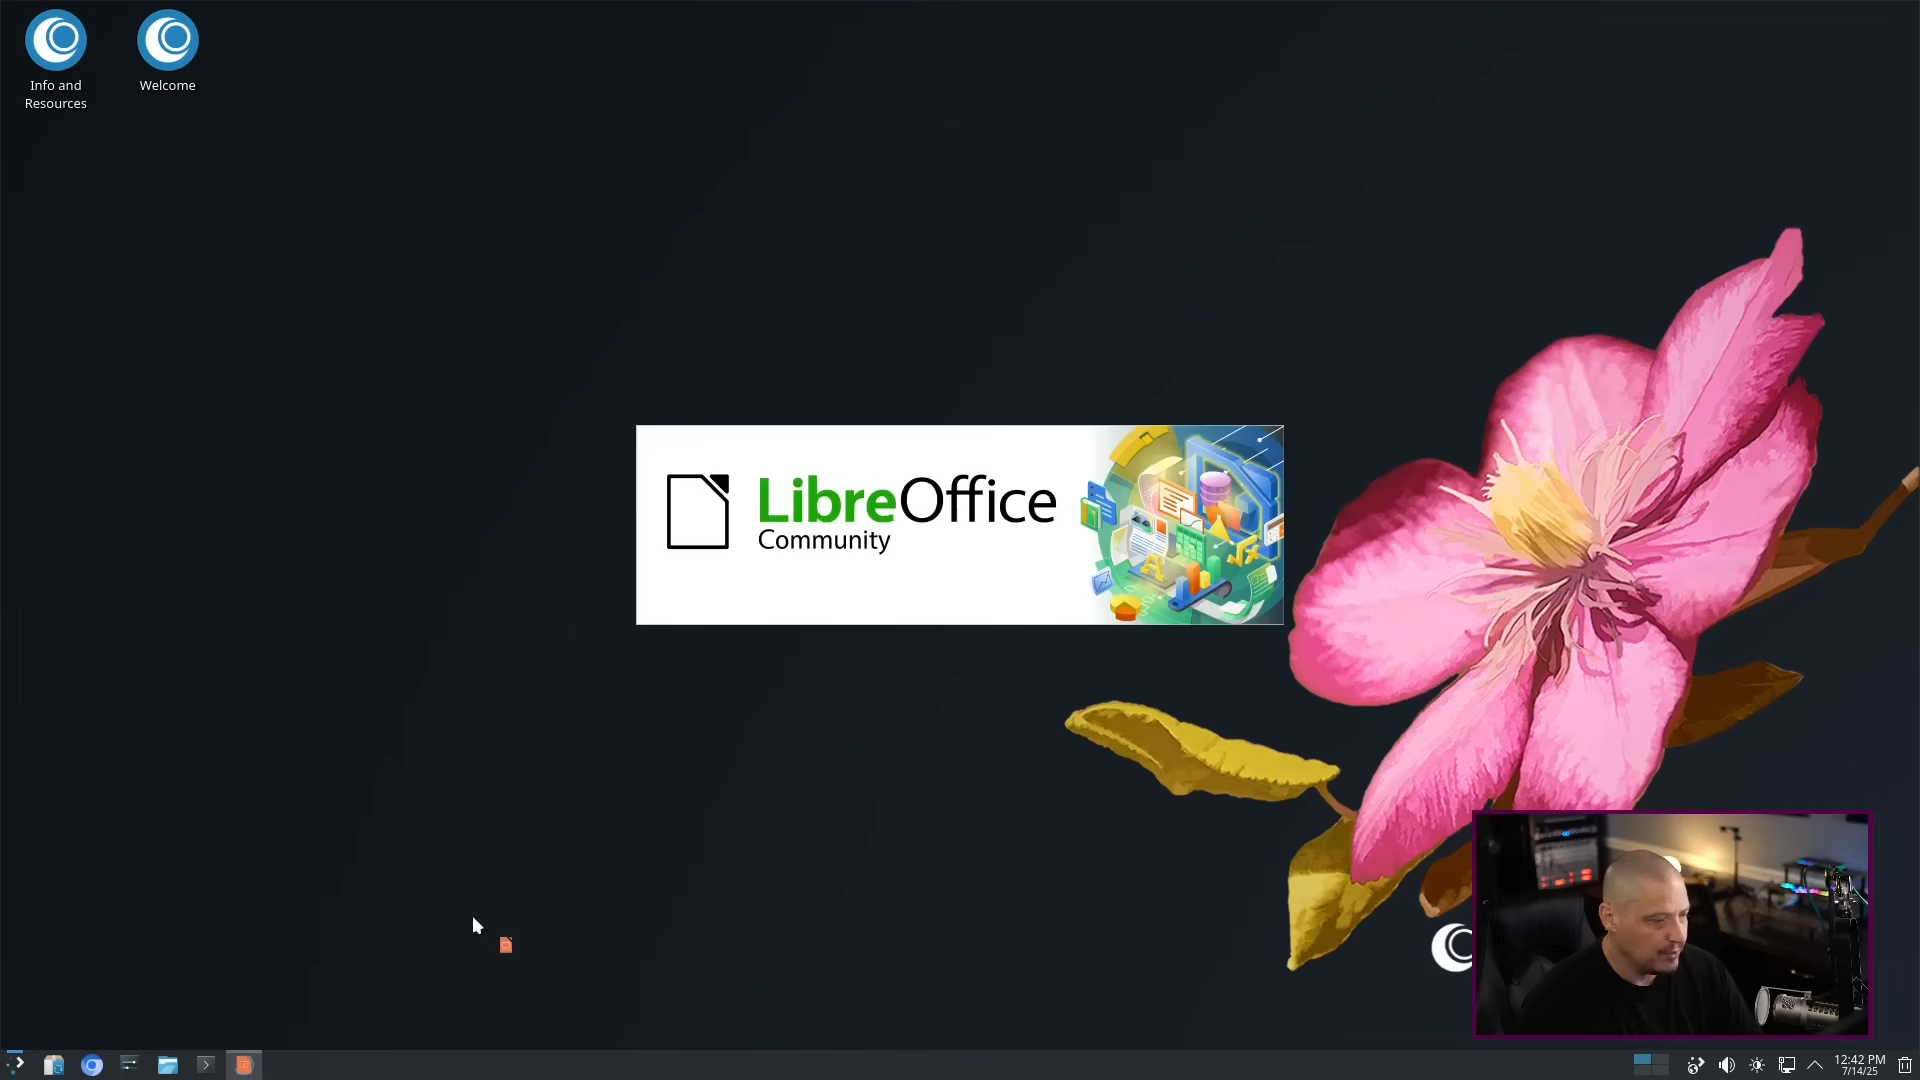 Info and
Resources
Welcome
LibreOffice
Community
12:42 PM
7/14/25